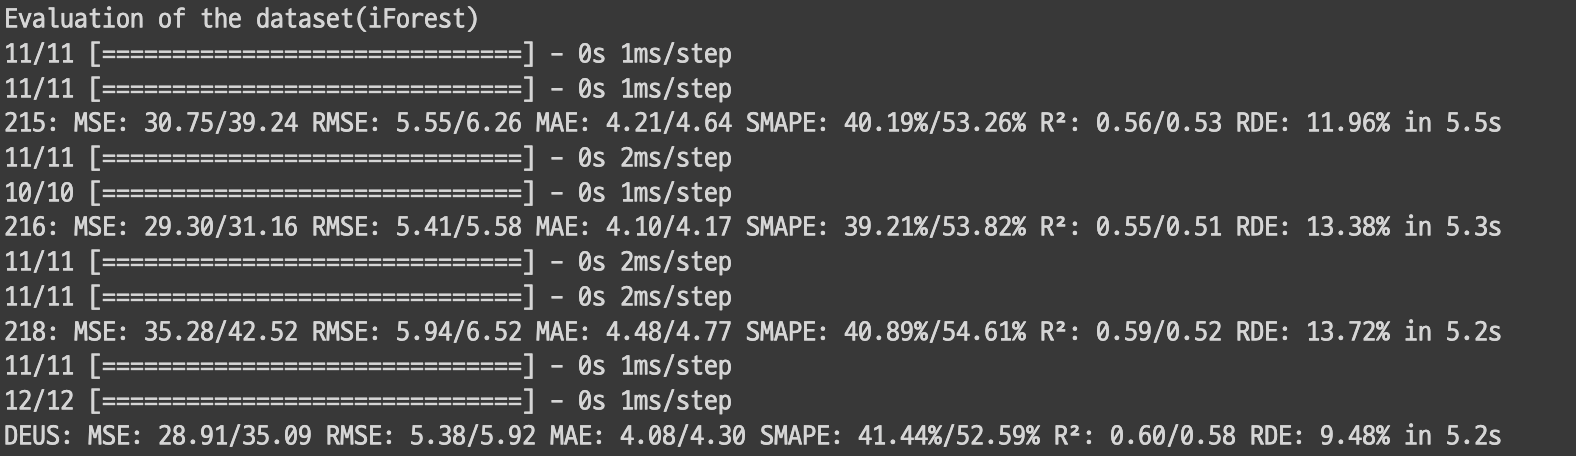 Evaluation of the dataset(iForest)
11/11 [==============================] - 0s 1ms/step
11/11 [==============================] - 0s 1ms/step
215: MSE: 30.75/39.24 RMSE: 5.55/6.26 MAE: 4.21/4.64 SMAPE: 40.19%/53.26% R²: 0.56/0.53 RDE: 11.96% in 5.5s
11/11 [==============================] - 0s 2ms/step
10/10 [==============================] - 0s 1ms/step
216: MSE: 29.30/31.16 RMSE: 5.41/5.58 MAE: 4.10/4.17 SMAPE: 39.21%/53.82% R²: 0.55/0.51 RDE: 13.38% in 5.3s
11/11 [==============================] - 0s 2ms/step
11/11 [==============================] - 0s 2ms/step
218: MSE: 35.28/42.52 RMSE: 5.94/6.52 MAE: 4.48/4.77 SMAPE: 40.89%/54.61% R²: 0.59/0.52 RDE: 13.72% in 5.2s
11/11 [==============================] - 0s 1ms/step
12/12 [==============================] - 0s 1ms/step
DEUS: MSE: 28.91/35.09 RMSE: 5.38/5.92 MAE: 4.08/4.30 SMAPE: 41.44%/52.59% R²: 0.60/0.58 RDE: 9.48% in 5.2s